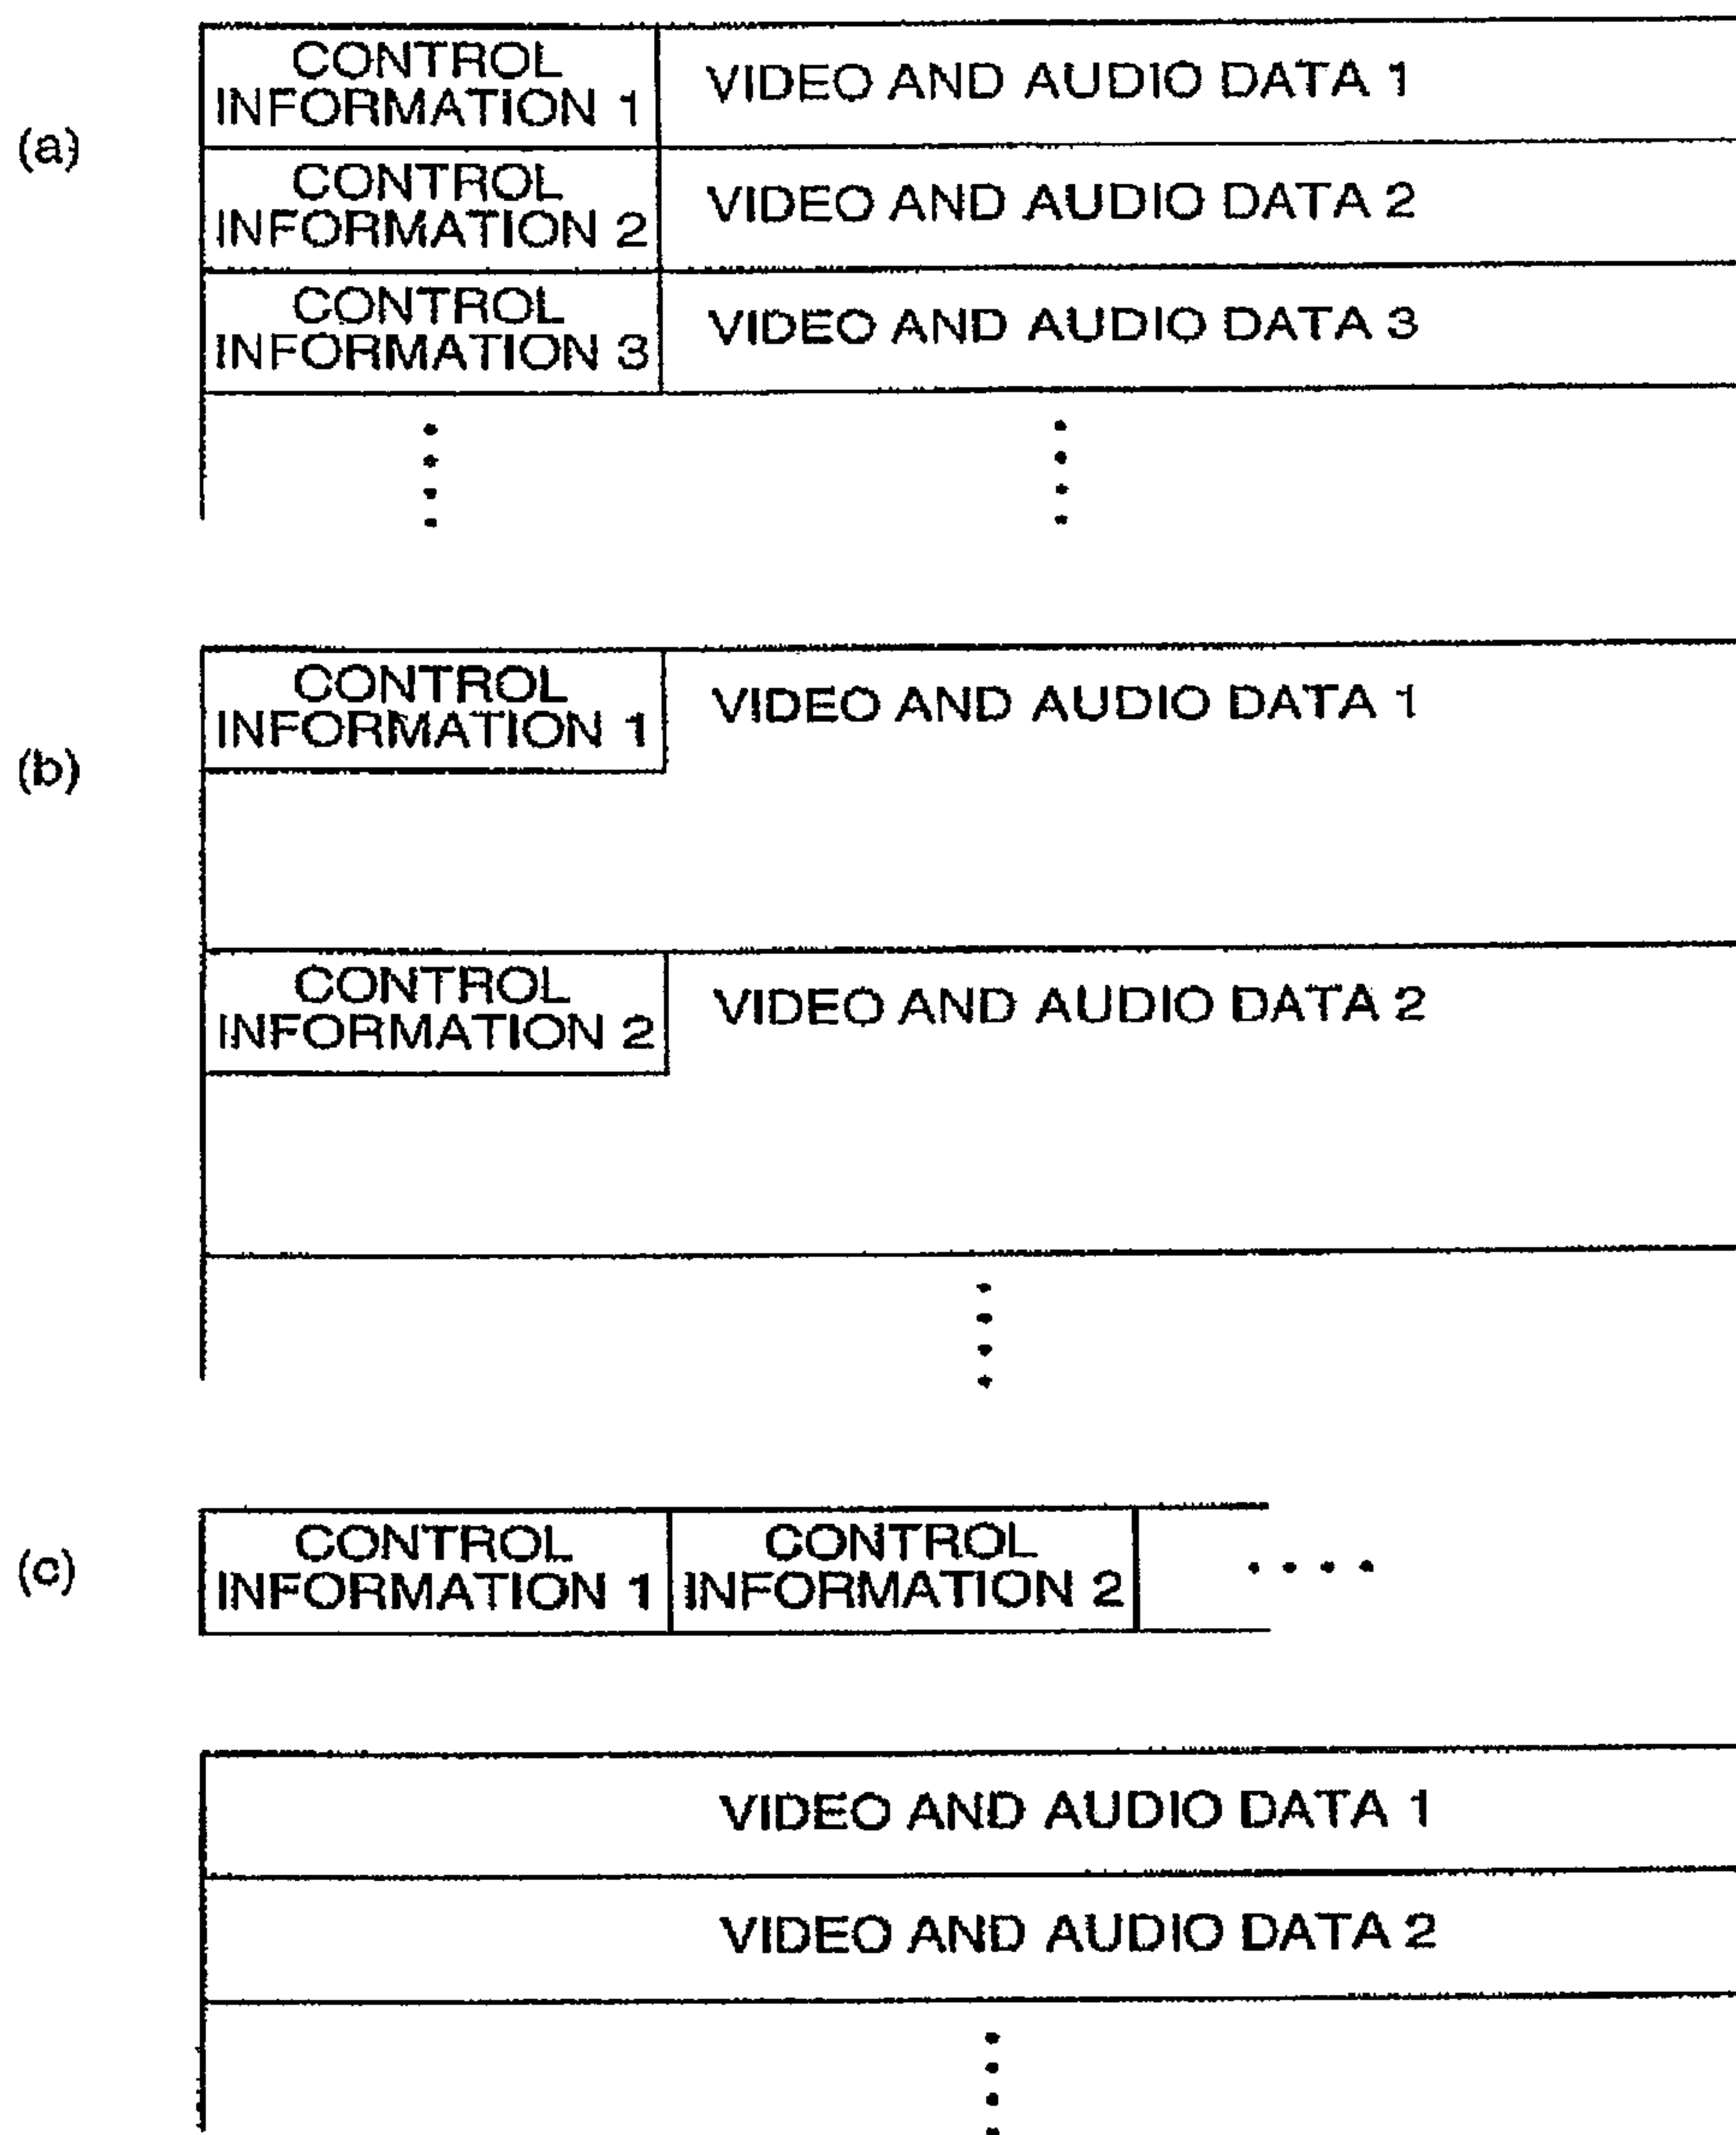 (a)
CONTROL
INFORMATION 1
VIDEO AND AUDIO DATA 1
CONTROL
INFORMATION 2
VIDEO AND AUDIO DATA 2
CONTROL
INFORMATION 3
VIDEO AND AUDIO DATA 3
(b)
CONTROL
INFORMATION 1
VIDEO AND AUDIO DATA 1
CONTROL
INFORMATION 2
VIDEO AND AUDIO DATA 2
(c)
CONTROL
INFORMATION 1
CONTROL
INFORMATION 2
VIDEO AND AUDIO DATA 1
VIDEO AND AUDIO DATA 2